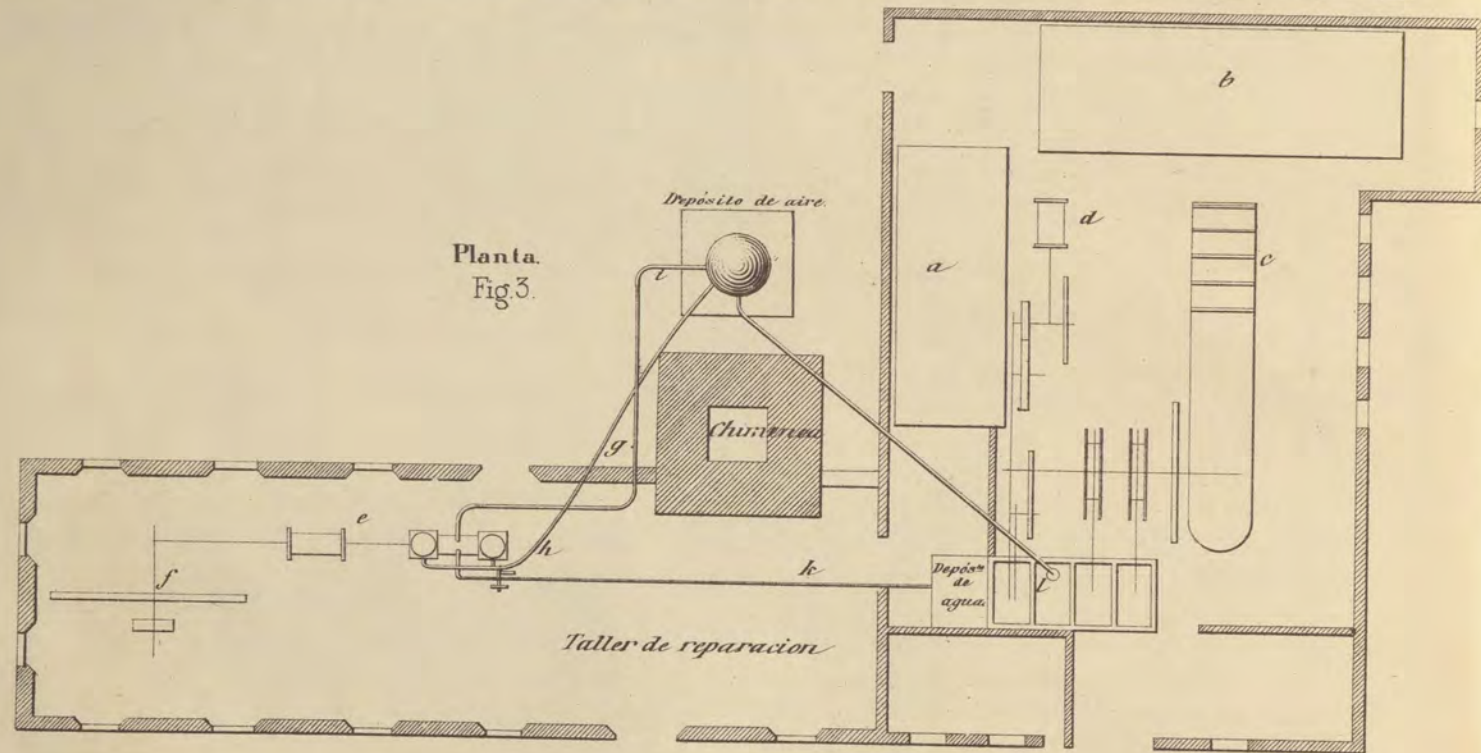 b
Depósito de aire.
d
Planta.
Fig. 3.
i
a
c
Chimenea
g
e
h
k
Depósto
de
agua.
i
f
Taller de reparacion